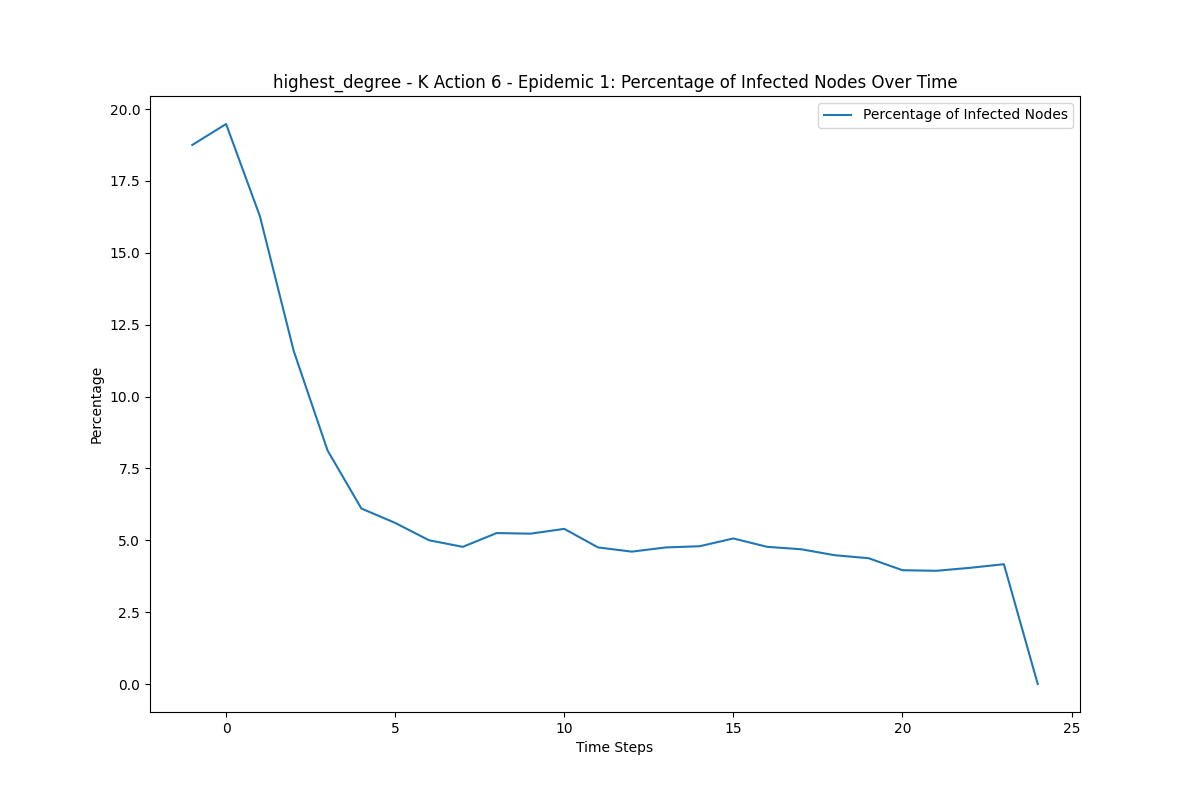 highest_degree - K Action 6 - Epidemic 1: Percentage of Infected Nodes Over Time
Percentage of Infected Nodes
20.0
17.5
15.0
12.5
10.0
7.5
5.0
2.5
0.0
Percentage
0 5 10 15 20 25
Time Steps